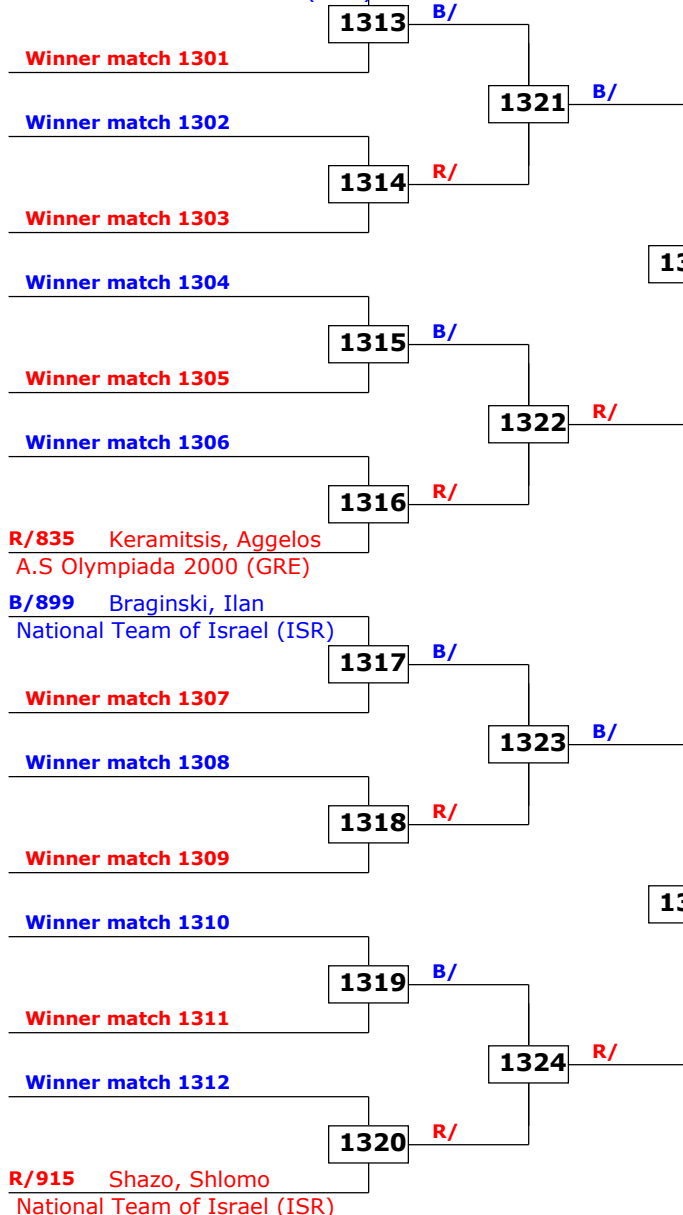 1313 B/
Winner match 1301
1321 B/
Winner match 1302
1314 R/
Winner match 1303
Winner match 1304
1315 B/
Winner match 1305
1322 R/
Winner match 1306
1316 R/
R/835 Keramitsis, Aggelos
A.S Olympiada 2000 (GRE)
B/899 Braginski, Ilan
National Team of Israel (ISR)
1317 B/
Winner match 1307
1323 B/
Winner match 1308
1318 R/
Winner match 1309
Winner match 1310
1319 B/
Winner match 1311
1324 R/
Winner match 1312
1320 R/
R/915 Shazo, Shlomo
National Team of Israel (ISR)